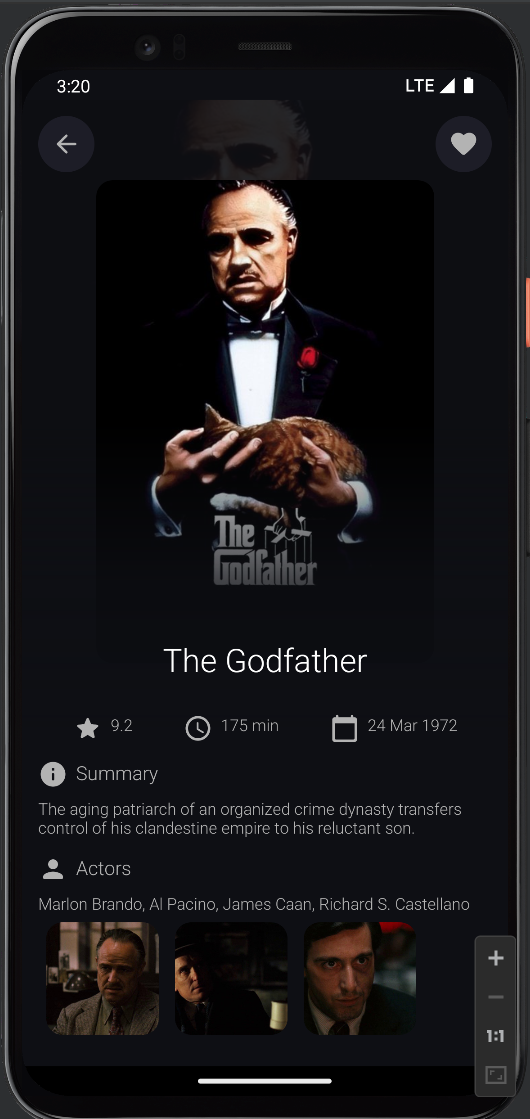 3:20
LTE
The
Godfather
The Godfather
9.2
175 min
24 Mar 1972
Summary
The aging patriarch of an organized crime dynasty transfers
control of his clandestine empire to his reluctant son.
Actors
Marlon Brando, Al Pacino, James Caan, Richard S. Castellano
1:1